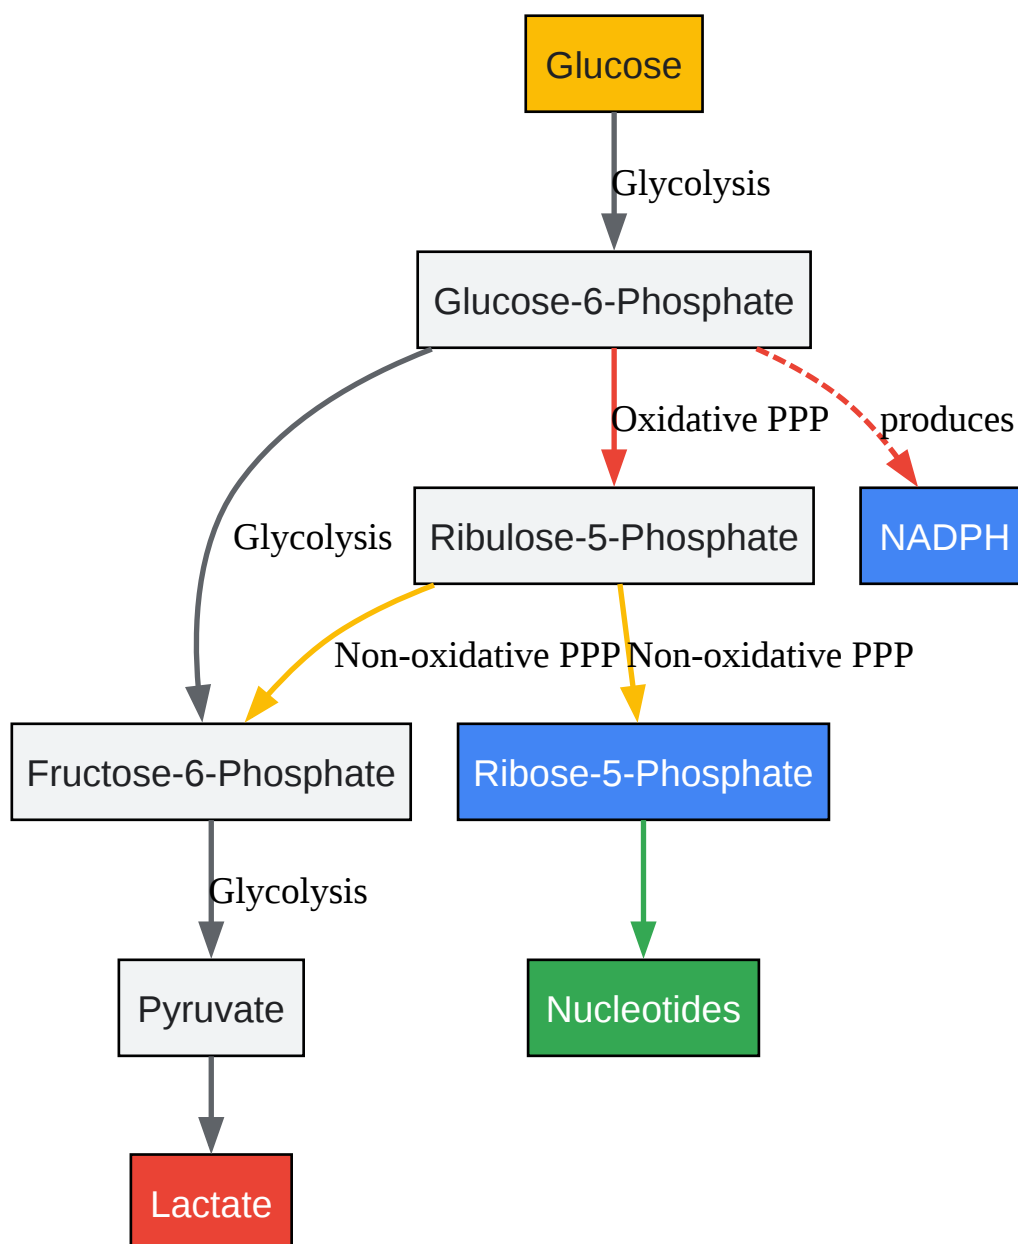 Glucose
Glycolysis
Glucose-6-Phosphate
Oxidative PPP
produces
Glycolysis
Ribulose-5-Phosphate
NADPH
Non-oxidative PPP
Non-oxidative PPP
Fructose-6-Phosphate
Ribose-5-Phosphate
Glycolysis
Pyruvate
Nucleotides
Lactate